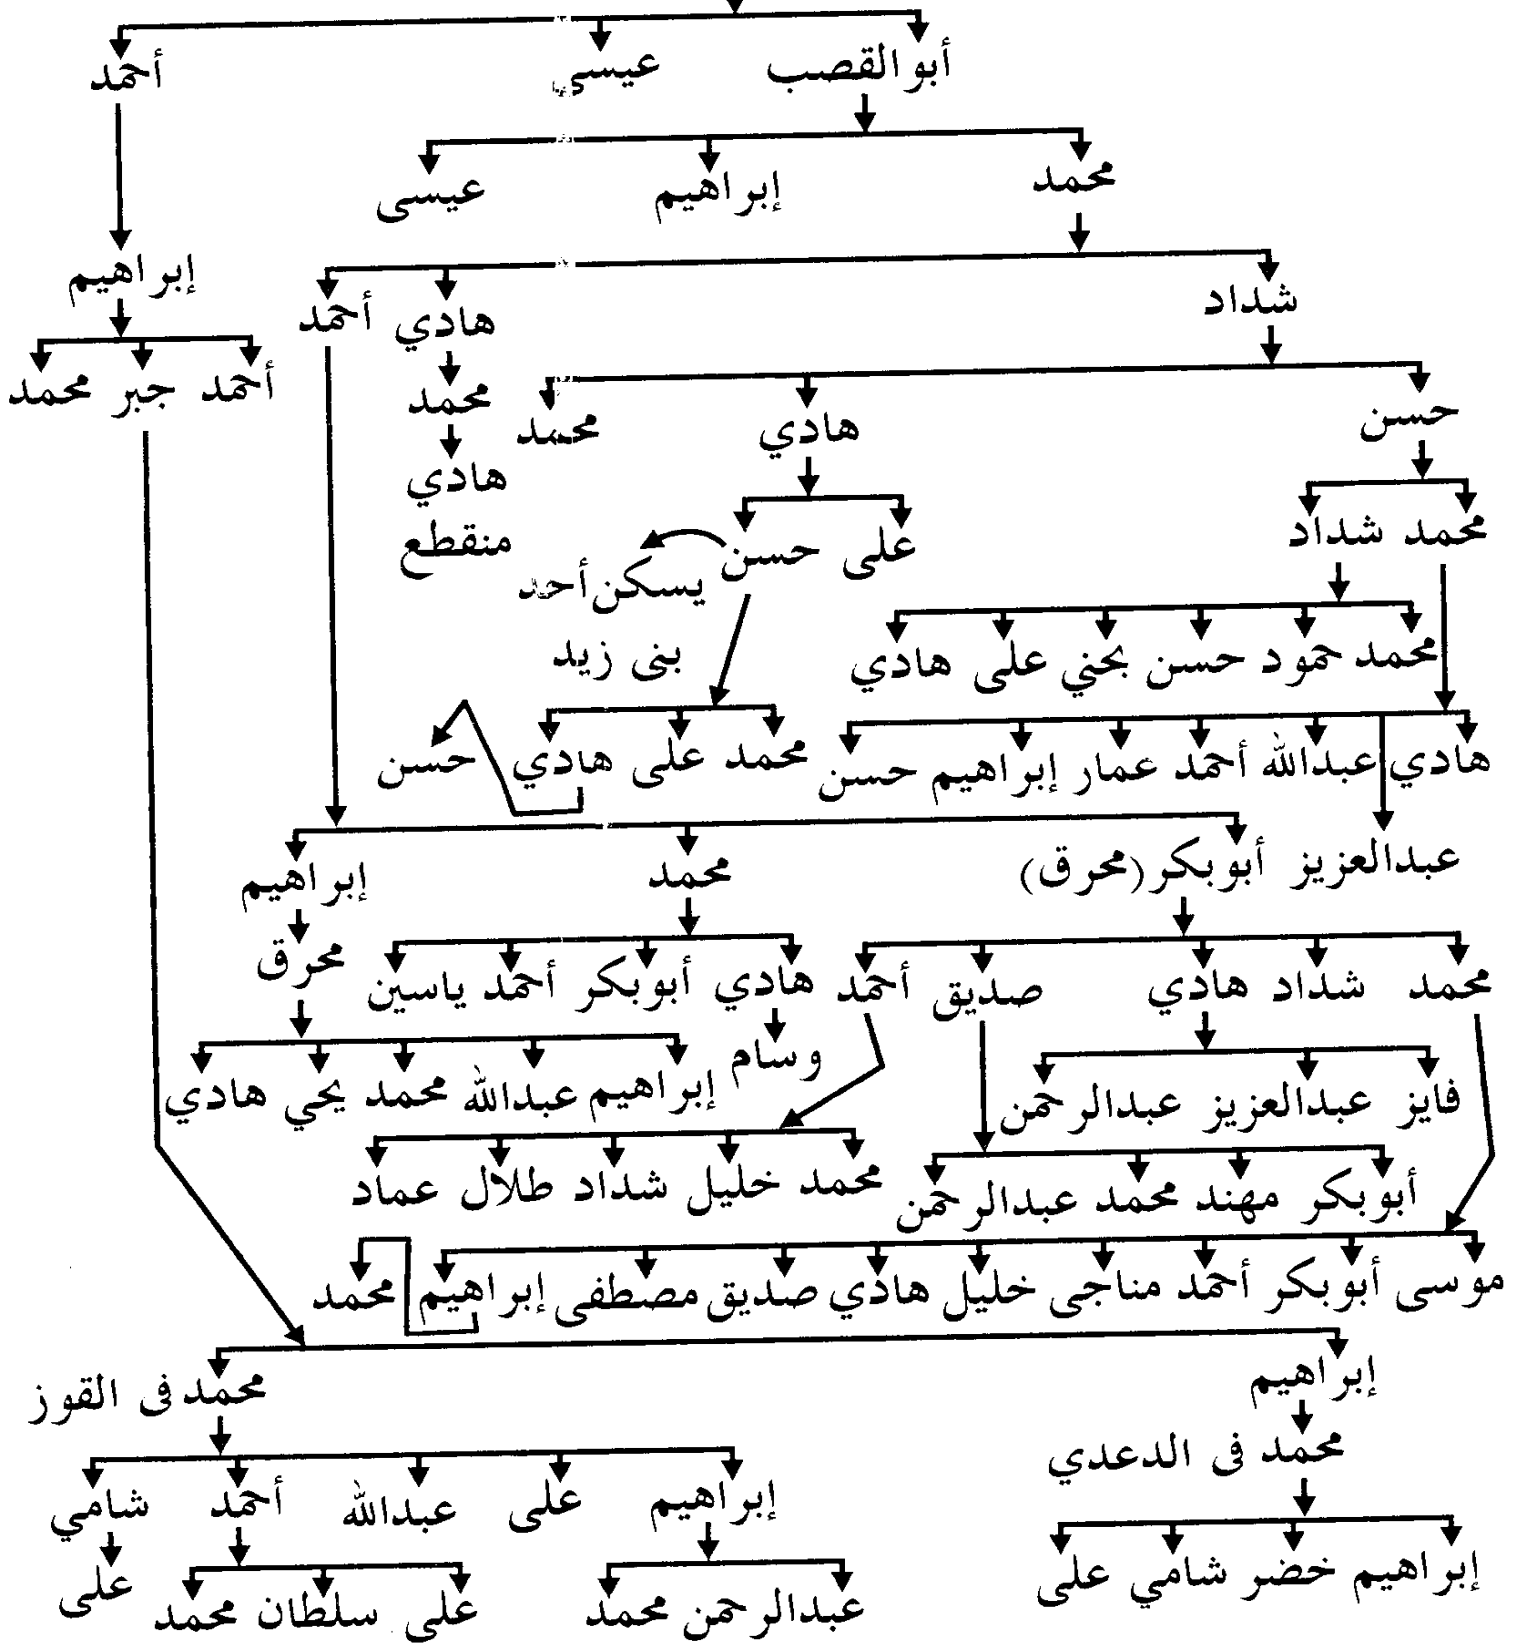 أبوالقصب عيسى أحمد
محمد إبراهيم عيسى
إبراهيم
شداد هادي أحمد
أحمد جبر محمد
حسن هادي محمد محمد
هادي
منقطع
محمد شداد على حسن
يسكن أحد
بنى زيد
محمد حمود حسن بحني على هادي
هادي عبدالله أحمد عمار إبراهيم حسن محمد على هادي حسن
عبدالعزيز أبوبكر (محرق) محمد إبراهيم
محرق
محمد شداد هادي صديق أحمد هادي أبوبكر أحمد ياسين
وسام
فايز عبدالعزيز عبدالرحمن إبراهيم عبدالله محمد يحي هادي
أبوبكر مهند محمد عبدالرحمن محمد خليل شداد طلال عماد
موسى أبوبكر أحمد مناجى خليل هادي صديق مصطفى إبراهيم محمد
إبراهيم محمد فى القوز
محمد فى الدعدي
إبراهيم على عبدالله أحمد شامي
إبراهيم خضر شامي على
عبدالرحمن محمد على سلطان محمد على